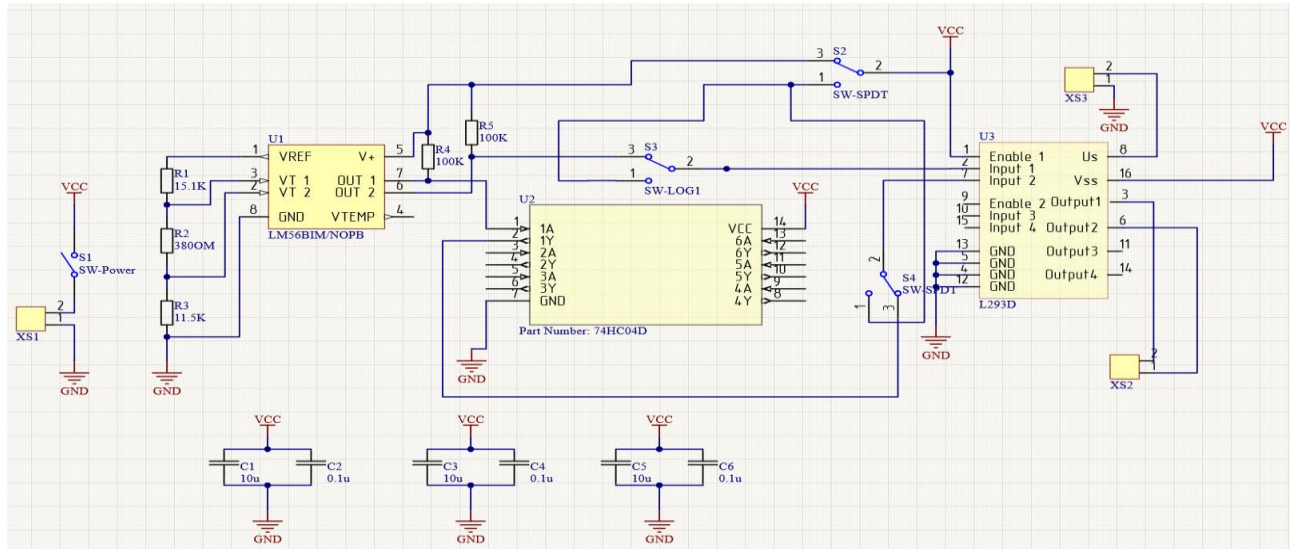 VCC
S1
SW-Power
2
1
XS1
GND
R1
15.1K
R2
380OM
R3
11.5K
GND
U1
1 VREF V+ 5
3 VT 1 OUT 1 7
2 VT 2 OUT 2 6
8 GND VTEMP 4
LM56BIM/NOPB
R4
100K
R5
100K
3 S2 2
1
SW-SPDT
3 S3 2
1
SW-LOG1
U2
VCC
1 1A VCC 14
2 1Y 6A 13
3 2A 6Y 12
4 2Y 5A 11
5 3A 5Y 10
6 3Y 4A 9
7 GND 4Y 8
Part Number: 74HC04D
GND
2
S4
SW-SPDT
1 3
VCC
2
1
XS3
GND
VCC
U3
1 Enable 1 Us 8
2 Input 1 Vss 16
7 Input 2 Output1 3
9 Enable 2 Output2 6
10 Input 3 Output3 11
15 Input 4 Output4 14
13 GND
5 GND
4 GND
12 GND
L293D
GND
2
1
XS2
VCC
C1
10u
C2
0.1u
GND
VCC
C3
10u
C4
0.1u
GND
VCC
C5
10u
C6
0.1u
GND